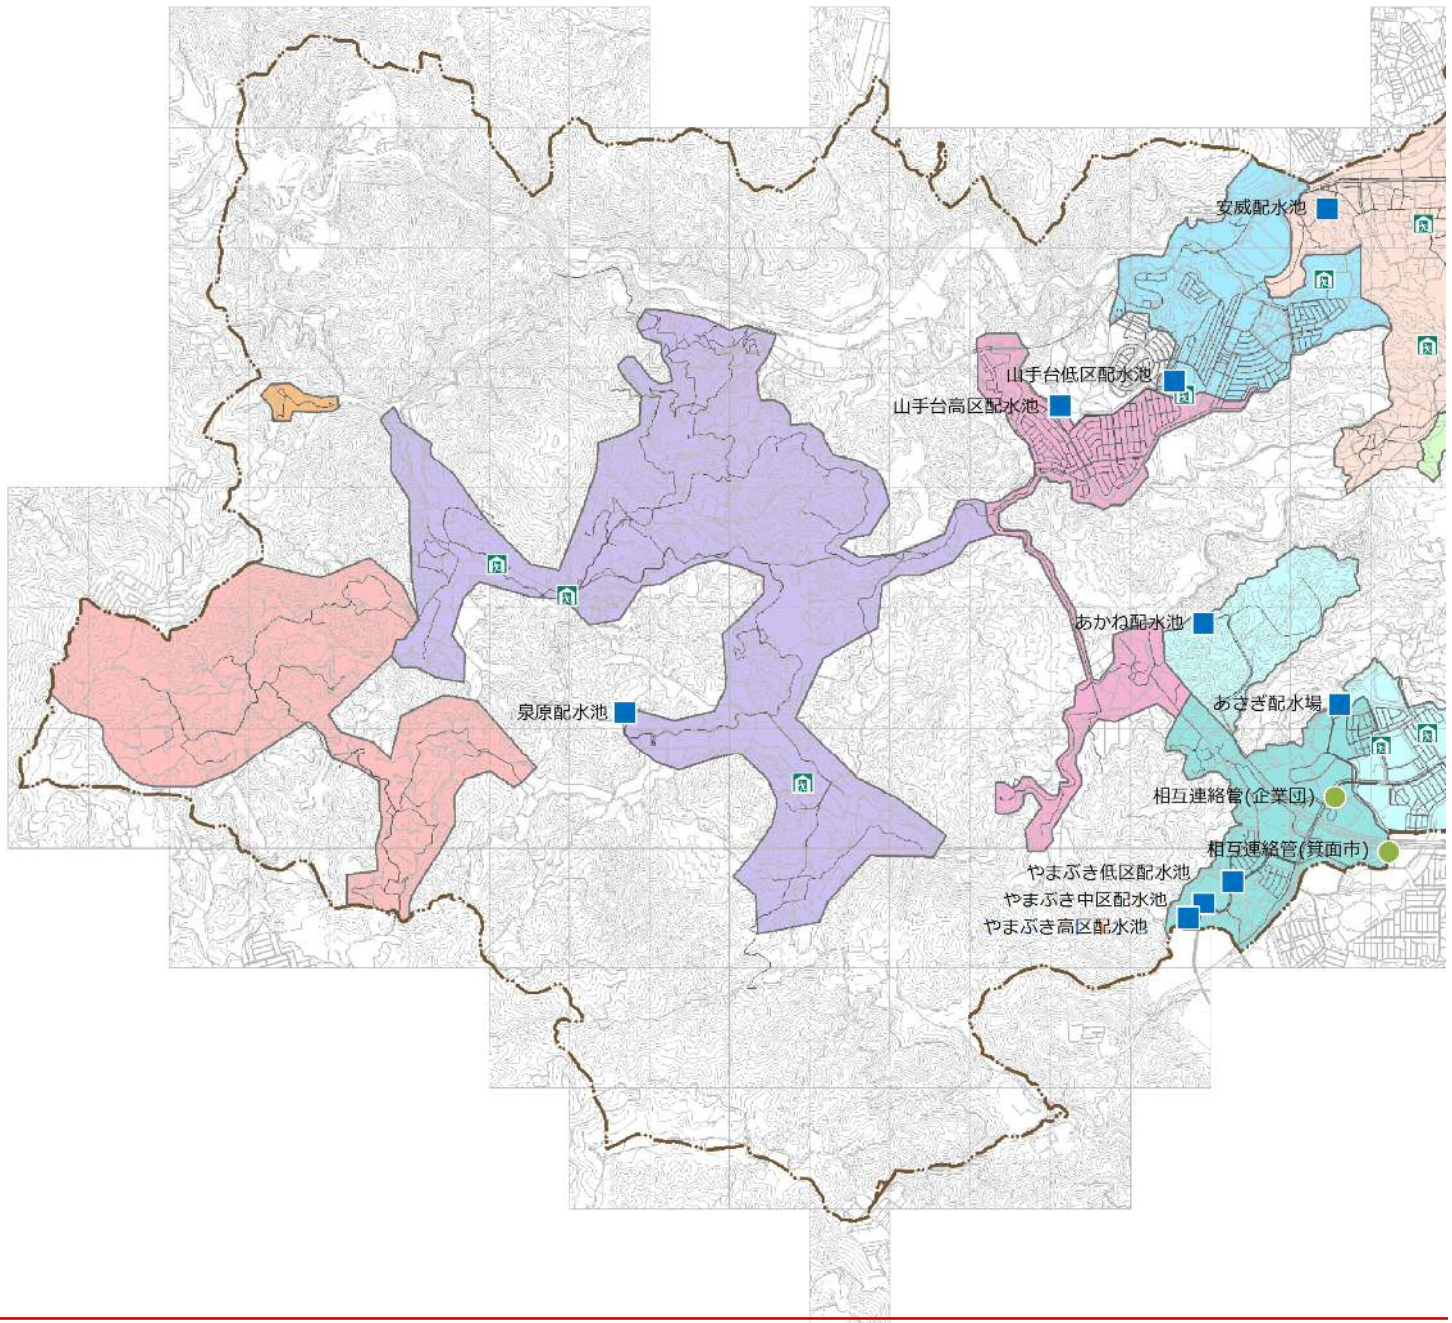 安威配水池
山手台低区配水池
山手台高区配水池
あかね配水池
あさぎ配水場
泉原配水池
相互連絡管(企業団)
相互連絡管(箕面市)
やまぶき低区配水池
やまぶき中区配水池
やまぶき高区配水池